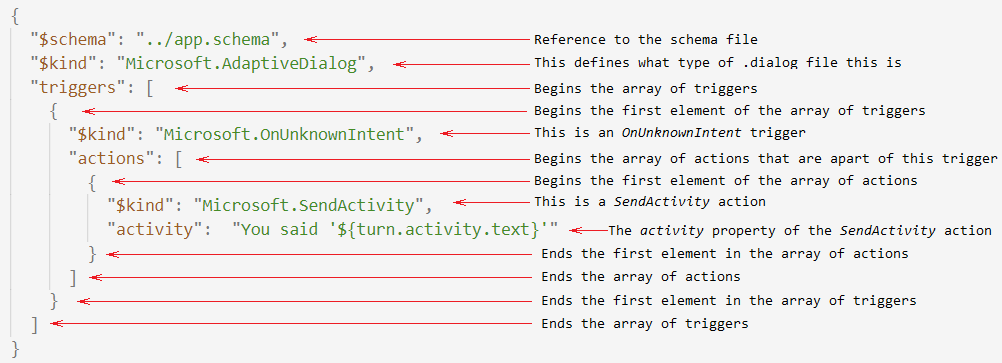 {
"$schema": "../app.schema", Reference to the schema file
"$kind": "Microsoft.AdaptiveDialog", This defines what type of .dialog file this is
"triggers": [ Begins the array of triggers
{ Begins the first element of the array of triggers
"$kind": "Microsoft.OnUnknownIntent", This is an OnUnknownIntent trigger
"actions": [ Begins the array of actions that are apart of this trigger
{ Begins the first element of the array of actions
"$kind": "Microsoft.SendActivity", This is a SendActivity action
"activity": "You said '${turn.activity.text}'" The activity property of the SendActivity action
} Ends the first element in the array of actions
] Ends the array of actions
} Ends the first element in the array of triggers
] Ends the array of triggers
}